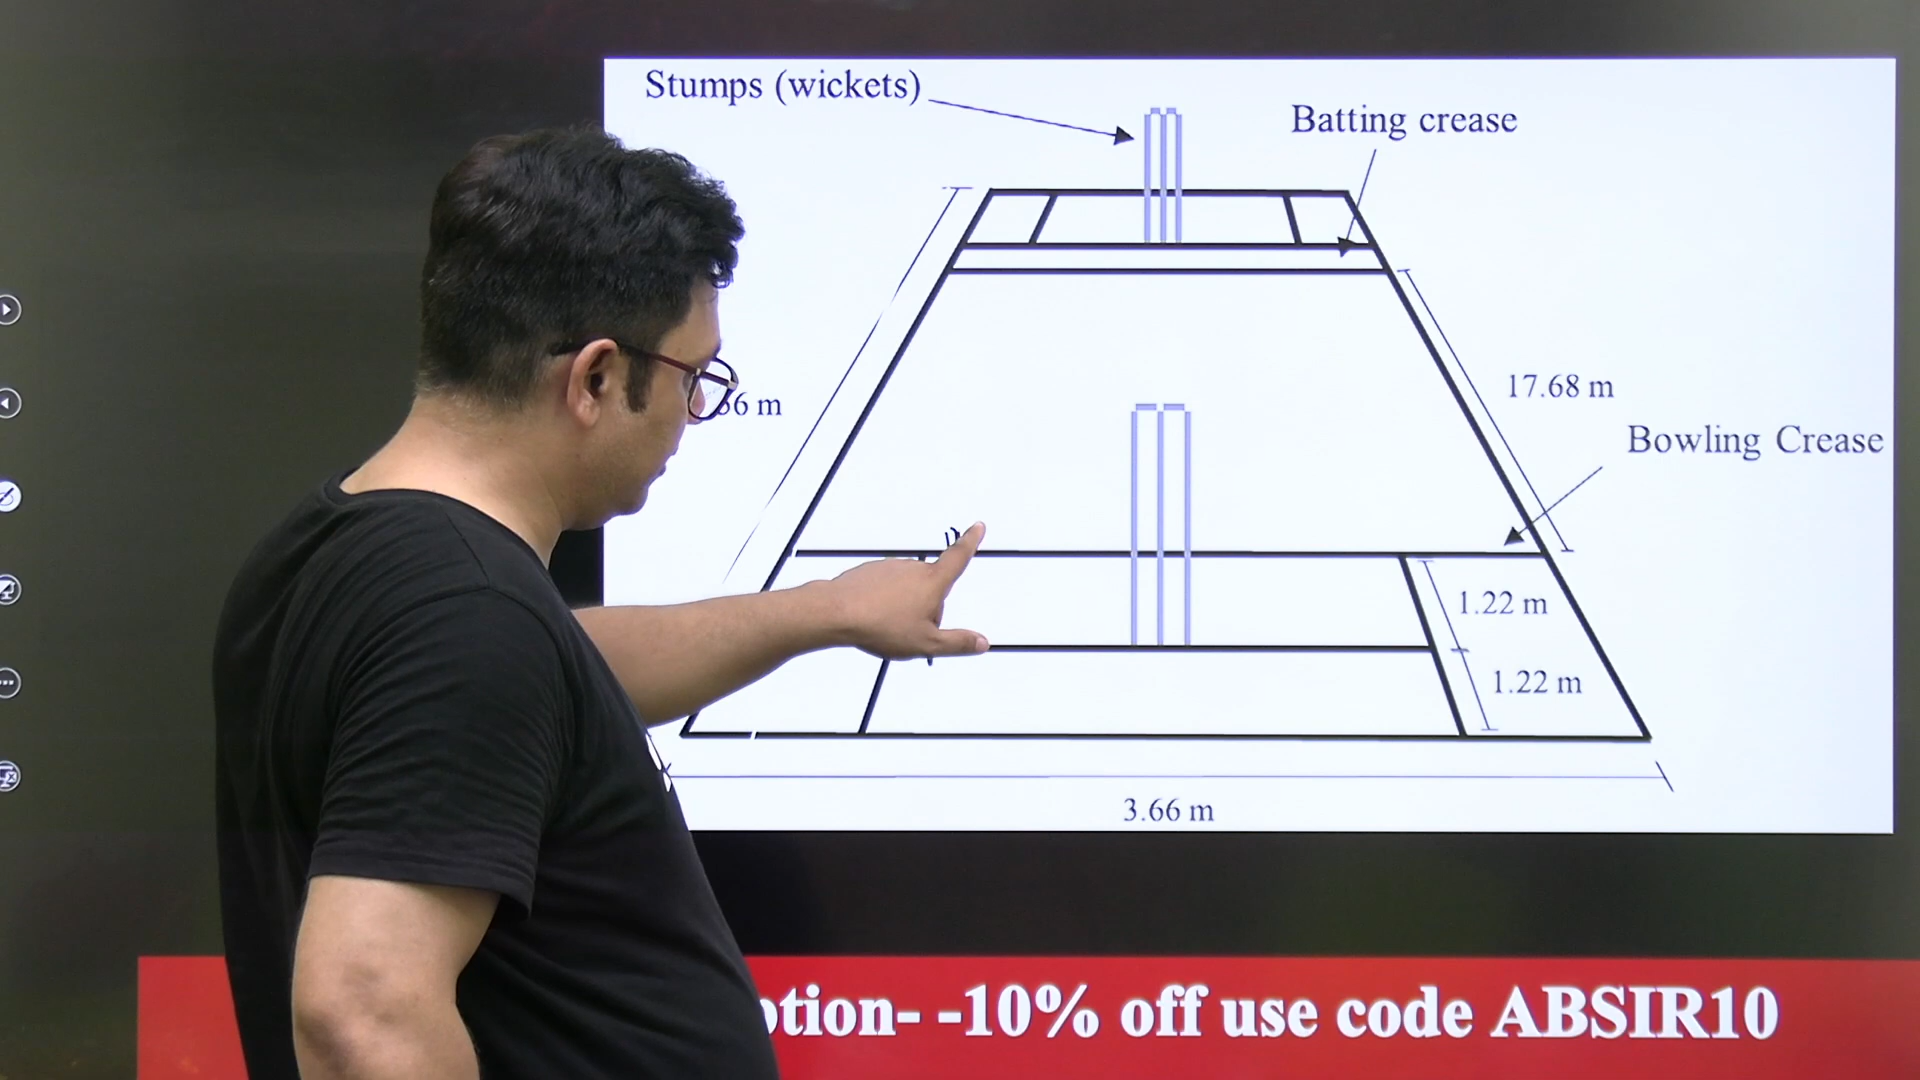 Stumps (wickets)
Batting crease
17.68 m
Bowling Crease
1.22 m
1.22 m
3.66 m
-10% off use code ABSIR10